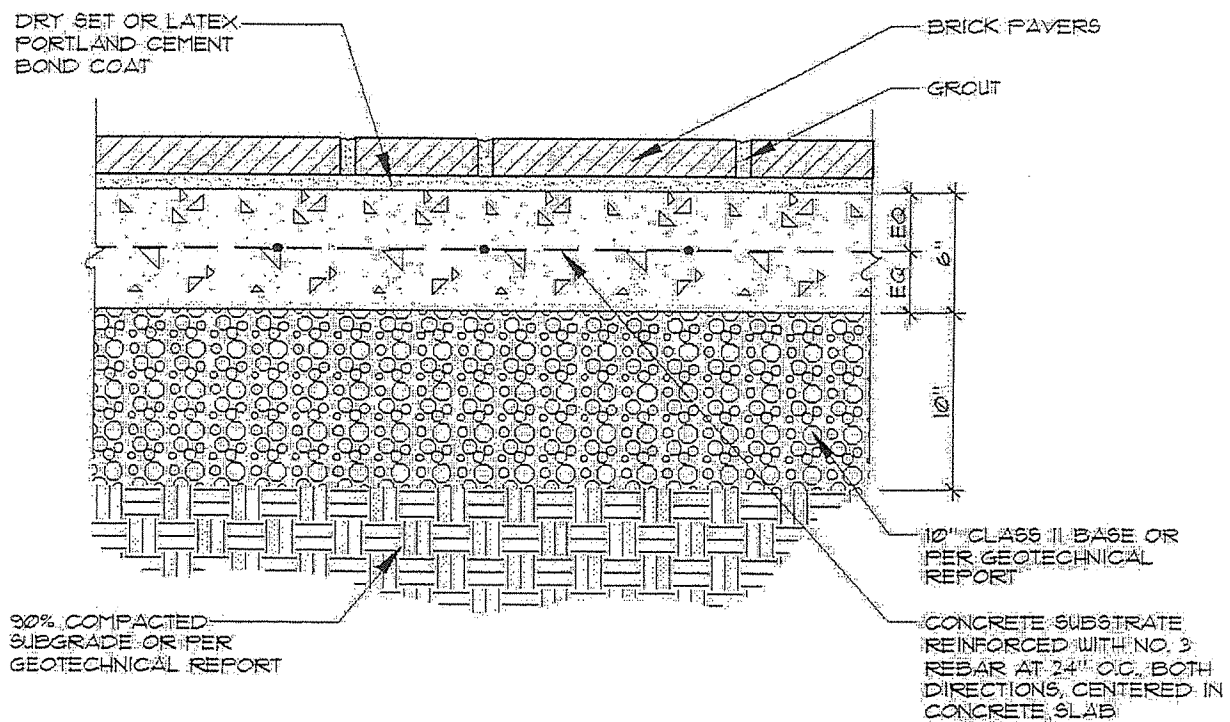 DRY SET OR LATEX
PORTLAND CEMENT
BOND COAT
BRICK PAVERS
GROUT
EQ
EQ
6"
10"
10" CLASS II BASE OR
PER GEOTECHNICAL
REPORT
90% COMPACTED
SUBGRADE OR PER
GEOTECHNICAL REPORT
CONCRETE SUBSTRATE
REINFORCED WITH NO. 3
REBAR AT 24" O.C. BOTH
DIRECTIONS, CENTERED IN
CONCRETE SLAB